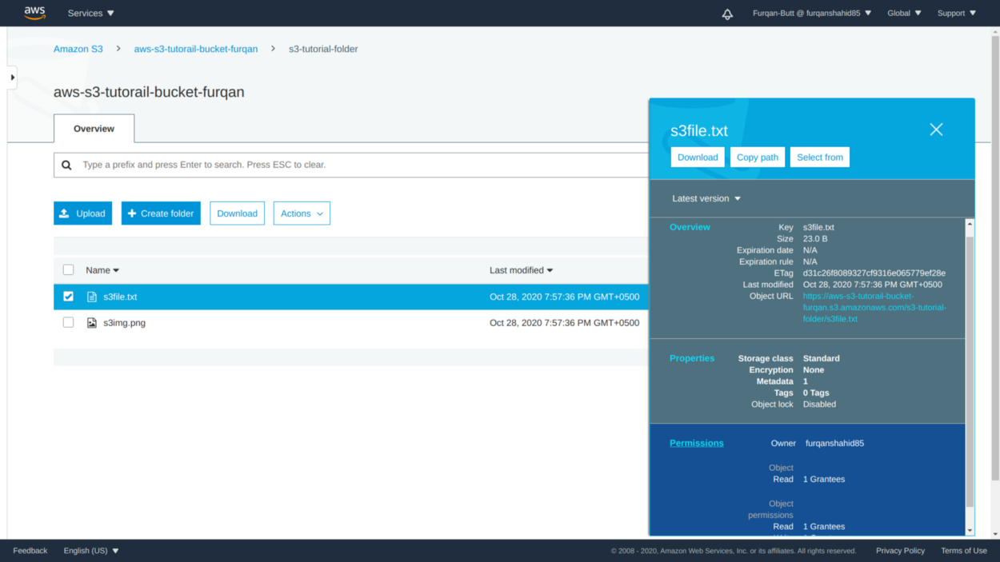 aws Services Furqan-Butt @ furqanshahid85 Global Support
Amazon S3 > aws-s3-tutorail-bucket-furqan > s3-tutorial-folder
aws-s3-tutorail-bucket-furqan
Overview
Type a prefix and press Enter to search. Press ESC to clear.
Upload Create folder Download Actions
Name Last modified
s3file.txt Oct 28, 2020 7:57:36 PM GMT+0500
s3img.png Oct 28, 2020 7:57:36 PM GMT+0500
s3file.txt
Download Copy path Select from
Latest version
Overview Key s3file.txt
Size 23.0 B
Expiration date N/A
Expiration rule N/A
ETag d31c26f8089327cf9316e065779ef28e
Last modified Oct 28, 2020 7:57:36 PM GMT+0500
Object URL https://aws-s3-tutorail-bucket-
furqan.s3.amazonaws.com/s3-tutorial-
folder/s3file.txt
Properties Storage class Standard
Encryption None
Metadata 1
Tags 0 Tags
Object lock Disabled
Permissions Owner furqanshahid85
Object
Read 1 Grantees
Object
permissions
Read 1 Grantees
Feedback English (US) © 2008 - 2020, Amazon Web Services, Inc. or its affiliates. All rights reserved. Privacy Policy Terms of Use